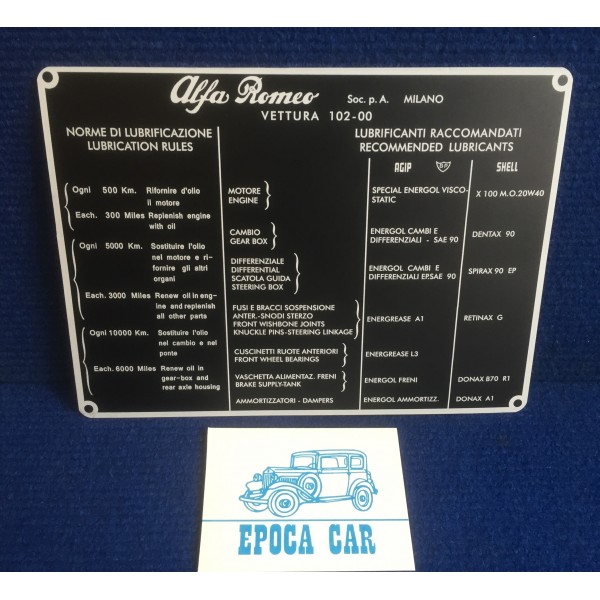 Alfa Romeo Soc. p. A. MILANO
VETTURA 102-00
NORME DI LUBRIFICAZIONE
LUBRICATION RULES
LUBRIFICANTI RACCOMANDATI
RECOMMENDED LUBRICANTS
AGIP BP SHELL
Ogni 500 Km. Rifornire d'olio
il motore
Each. 300 Miles Replenish engine
with oil
Ogni 5000 Km. Sostituire l'olio
nel motore e ri-
fornire gli altri
organi
Each. 3000 Miles Renew oil in eng-
ine and replenish
all other parts
Ogni 10000 Km. Sostituire l'olio
nel cambio e nel
ponte
Each. 6000 Miles Renew oil in
gear-box and
rear axle housing
MOTORE
ENGINE
SPECIAL ENERGOL VISCO-
STATIC
X 100 M.O.20W40
CAMBIO
GEAR BOX
ENERGOL CAMBI E
DIFFERENZIALI - SAE 90
DENTAX 90
DIFFERENZIALE
DIFFERENTIAL
SCATOLA GUIDA
STEERING BOX
ENERGOL CAMBI E
DIFFERENZIALI EP.SAE 90
SPIRAX 90 EP
FUSI E BRACCI SOSPENSIONE
ANTER.-SNODI STERZO
FRONT WISHBONE JOINTS
KNUCKLE PINS-STEERING LINKAGE
ENERGREASE A1
RETINAX G
CUSCINETTI RUOTE ANTERIORI
FRONT WHEEL BEARINGS
ENERGREASE L3
VASCHETTA ALIMENTAZ. FRENI
BRAKE SUPPLY-TANK
ENERGOL FRENI
DONAX B70 R1
AMMORTIZZATORI - DAMPERS
ENERGOL AMMORTIZZ.
DONAX A1
EPOCA CAR